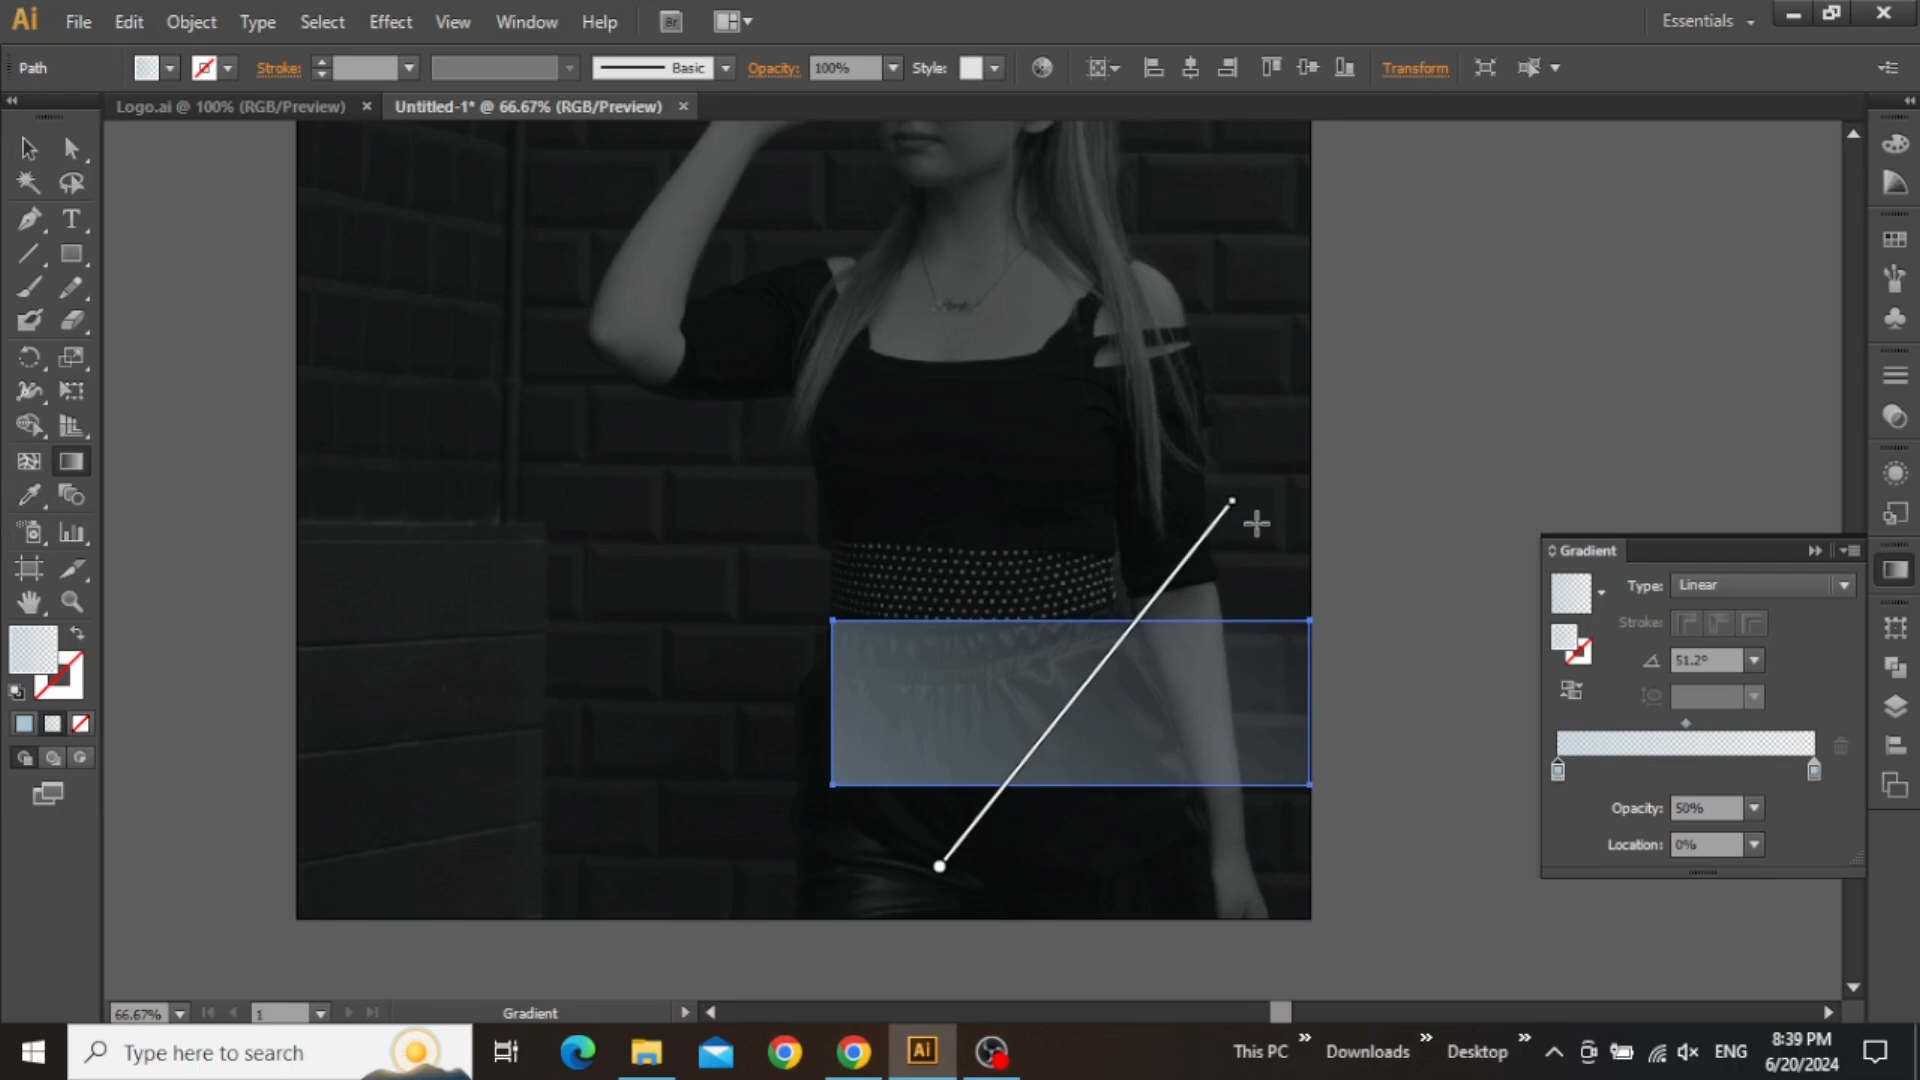 Ai File Edit Object Type Select Effect View Window Help Br Essentials
Path Stroke: Basic Opacity: 100% Style: Transform
Logo.ai @ 100% (RGB/Preview) × Untitled-1* @ 66.67% (RGB/Preview) ×
Gradient
Type: Linear
Stroke:
51.2°
Opacity: 50%
Location: 0%
66.67% 1 Gradient
Type here to search Ai This PC » Downloads » Desktop » ENG
8:39 PM
6/20/2024